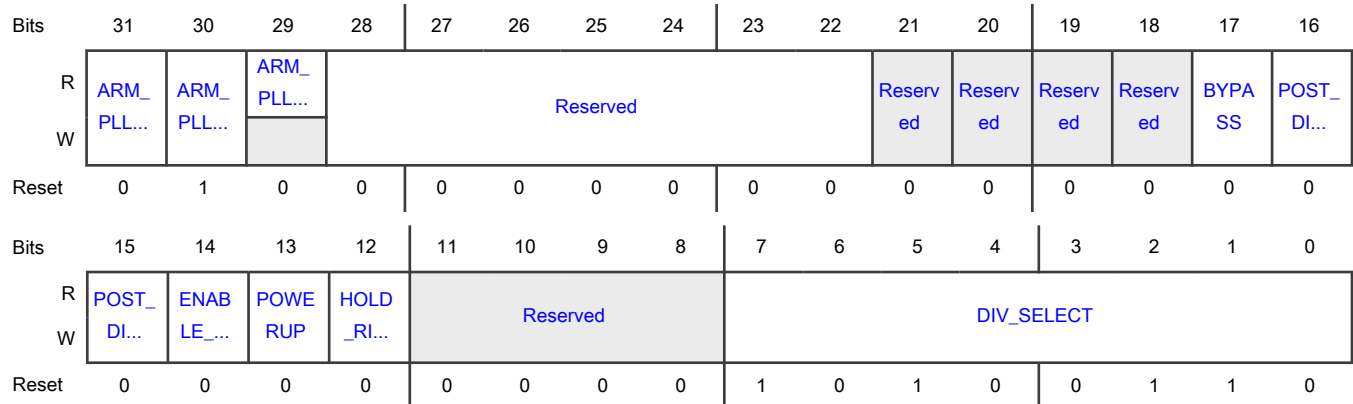 Bits 31 30 29 28 27 26 25 24 23 22 21 20 19 18 17 16
R
W
ARM_
PLL...
ARM_
PLL...
ARM_
PLL...
Reserved
Reserv
ed
Reserv
ed
Reserv
ed
Reserv
ed
BYPA
SS
POST_
DI...
Reset 0 1 0 0 0 0 0 0 0 0 0 0 0 0 0 0
Bits 15 14 13 12 11 10 9 8 7 6 5 4 3 2 1 0
R
W
POST_
DI...
ENAB
LE_...
POWE
RUP
HOLD
_RI...
Reserved
DIV_SELECT
Reset 0 0 0 0 0 0 0 0 1 0 1 0 0 1 1 0